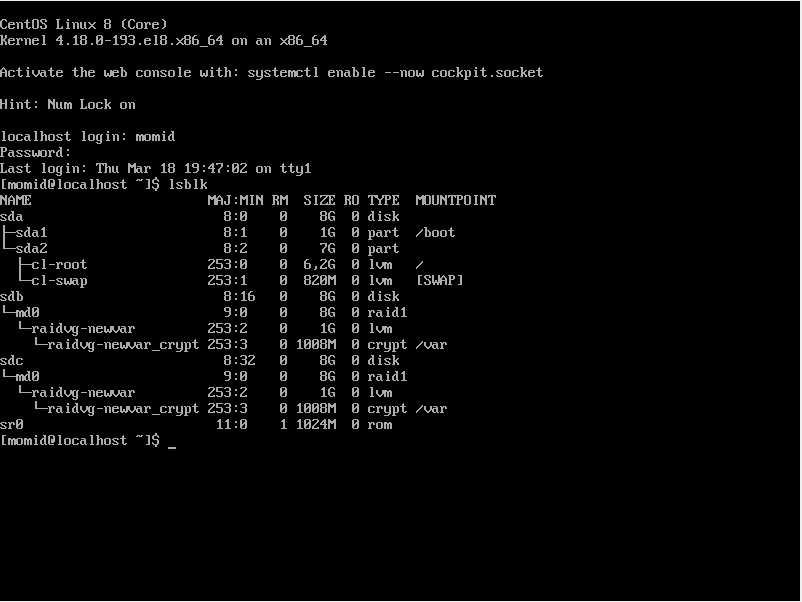 CentOS Linux 8 (Core)
Kernel 4.18.0-193.el8.x86_64 on an x86_64

Activate the web console with: systemctl enable --now cockpit.socket

Hint: Num Lock on

localhost login: momid
Password:
Last login: Thu Mar 18 19:47:02 on tty1
[momid@localhost ~]$ lsblk
NAME                      MAJ:MIN RM  SIZE RO TYPE  MOUNTPOINT
sda                         8:0    0    8G  0 disk
├─sda1                      8:1    0    1G  0 part  /boot
└─sda2                      8:2    0    7G  0 part
  ├─cl-root               253:0    0  6,2G  0 lvm   /
  └─cl-swap               253:1    0  820M  0 lvm   [SWAP]
sdb                         8:16   0    8G  0 disk
└─md0                       9:0    0    8G  0 raid1
  └─raidvg-newvar         253:2    0    1G  0 lvm
    └─raidvg-newvar_crypt 253:3    0 1008M  0 crypt /var
sdc                         8:32   0    8G  0 disk
└─md0                       9:0    0    8G  0 raid1
  └─raidvg-newvar         253:2    0    1G  0 lvm
    └─raidvg-newvar_crypt 253:3    0 1008M  0 crypt /var
sr0                        11:0    1 1024M  0 rom
[momid@localhost ~]$ _